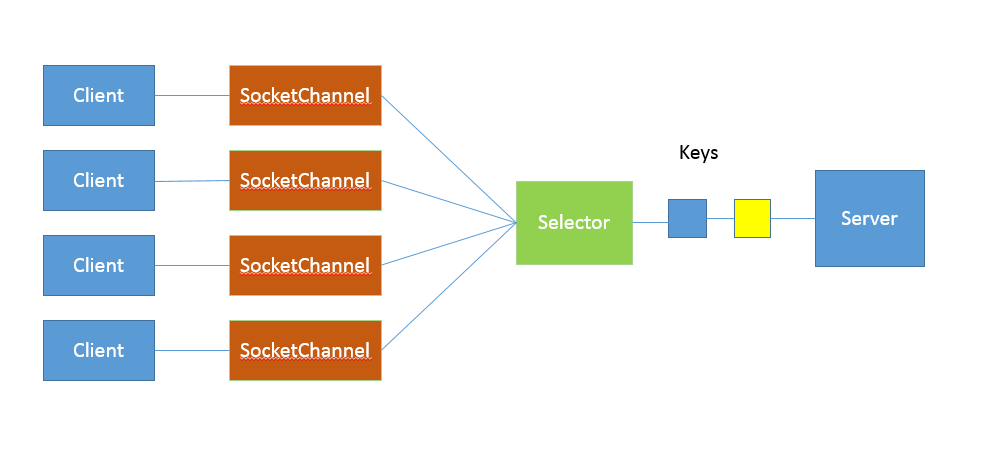 Client
SocketChannel
Client
SocketChannel
Client
SocketChannel
Client
SocketChannel
Selector
Keys
Server